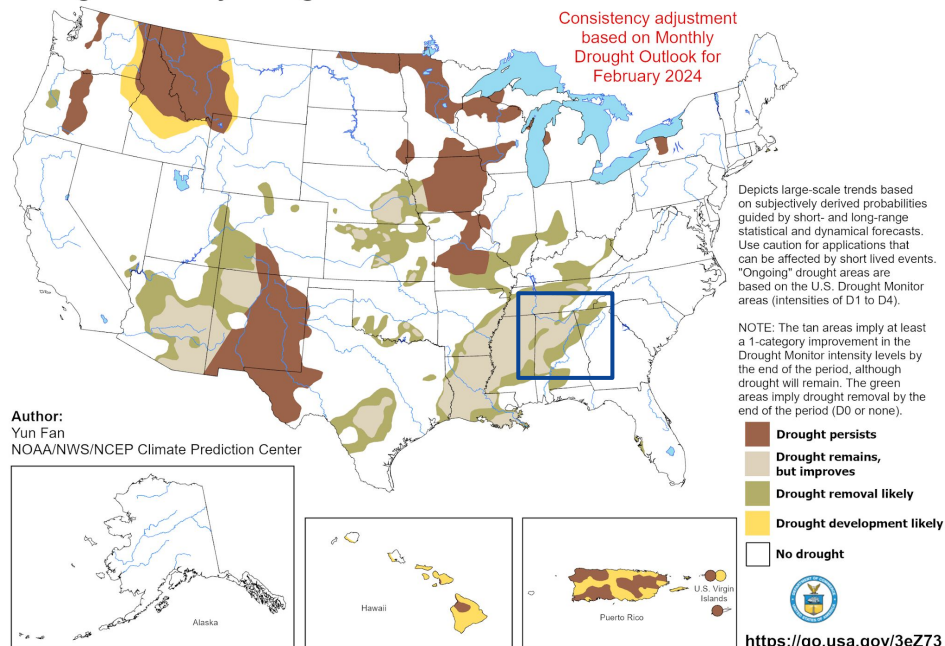 Consistency adjustment
based on Monthly
Drought Outlook for
February 2024
Depicts large-scale trends based
on subjectively derived probabilities
guided by short- and long-range
statistical and dynamical forecasts.
Use caution for applications that
can be affected by short lived events.
"Ongoing" drought areas are
based on the U.S. Drought Monitor
areas (intensities of D1 to D4).
NOTE: The tan areas imply at least
a 1-category improvement in the
Drought Monitor intensity levels by
the end of the period, although
drought will remain. The green
areas imply drought removal by the
end of the period (D0 or none).
Author:
Yun Fan
NOAA/NWS/NCEP Climate Prediction Center
Drought persists
Drought remains,
but improves
Drought removal likely
Drought development likely
No drought
Alaska
Hawaii
Puerto Rico
U.S. Virgin
Islands
https://go.usa.gov/3eZ73